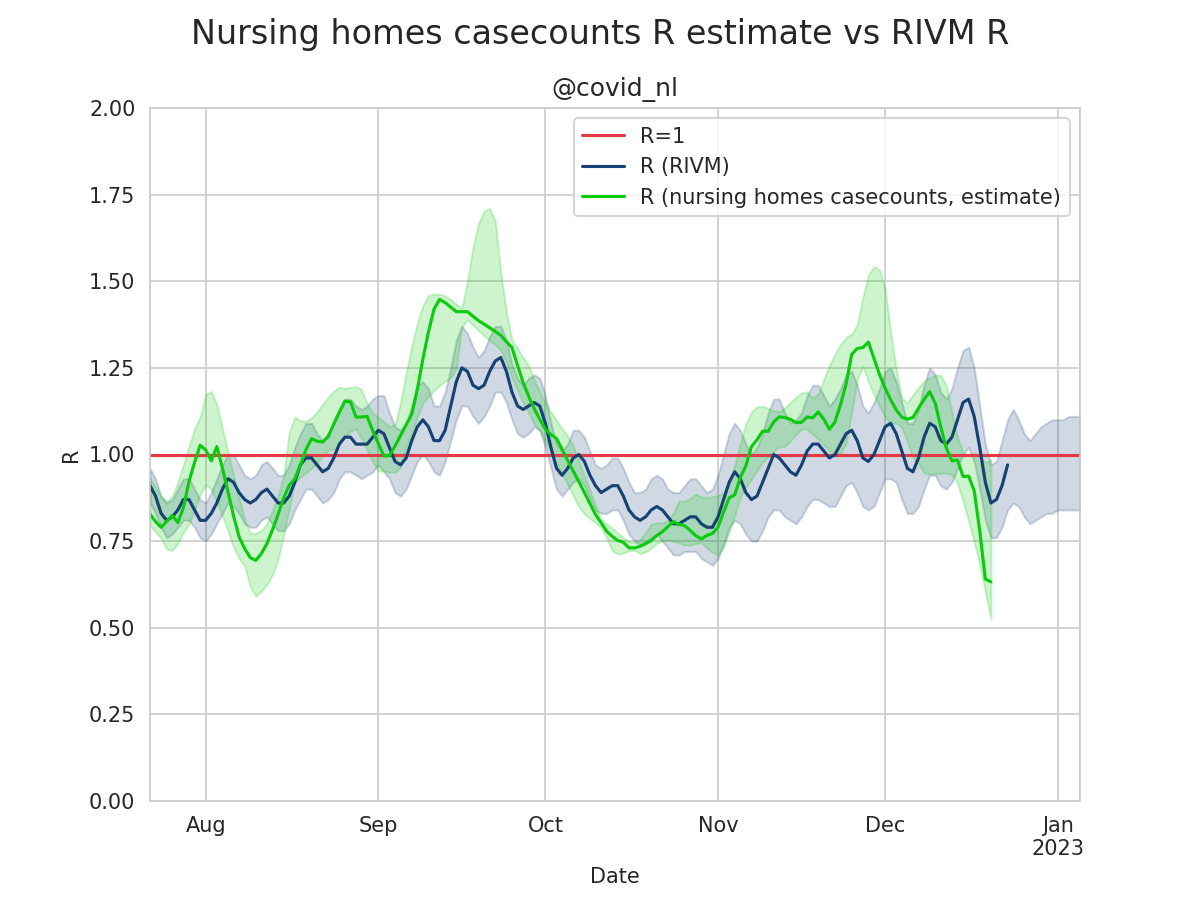 Nursing homes casecounts R estimate vs RIVM R
@covid_nl
2.00
1.75
1.50
1.25
1.00
0.75
0.50
0.25
0.00
R
R=1
R (RIVM)
R (nursing homes casecounts, estimate)
Aug
Sep
Oct
Nov
Dec
Jan
2023
Date